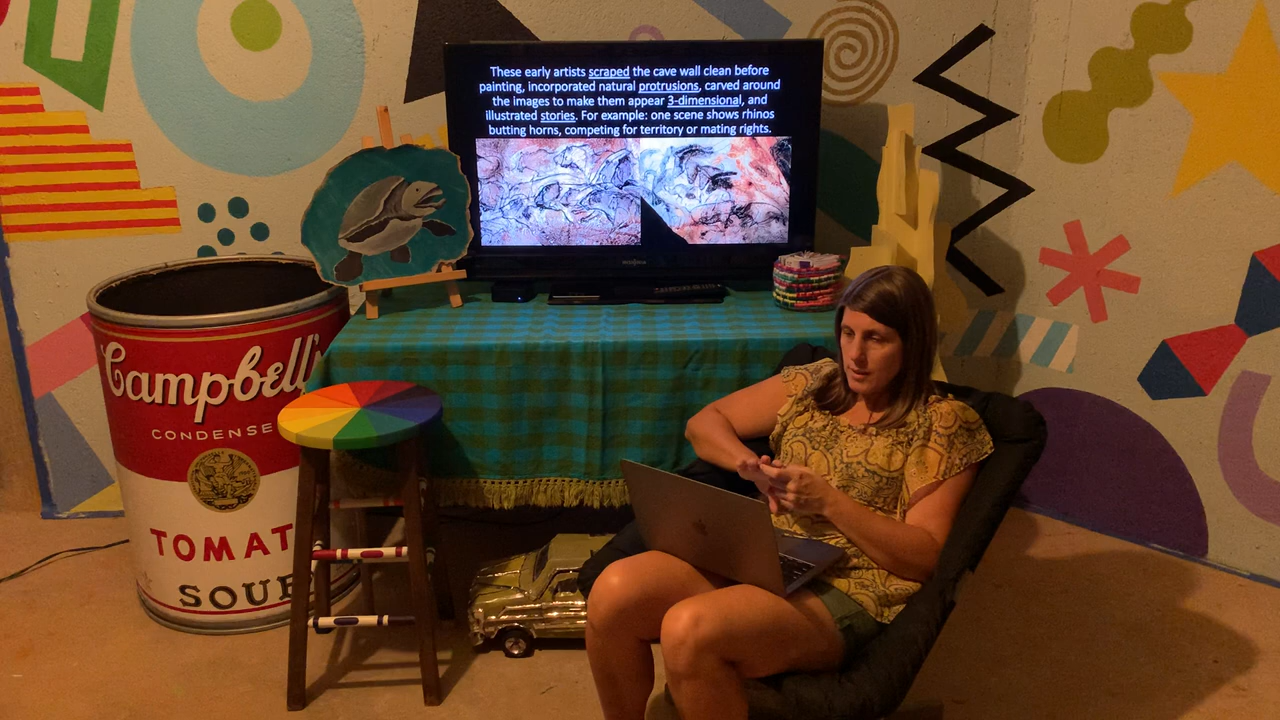 These early artists scraped the cave wall clean before
painting, incorporated natural protrusions, carved around
the images to make them appear 3-dimensional, and
illustrated stories. For example: one scene shows rhinos
butting horns, competing for territory or mating rights.
Campbell's
CONDENSE
TOMAT
SOUP